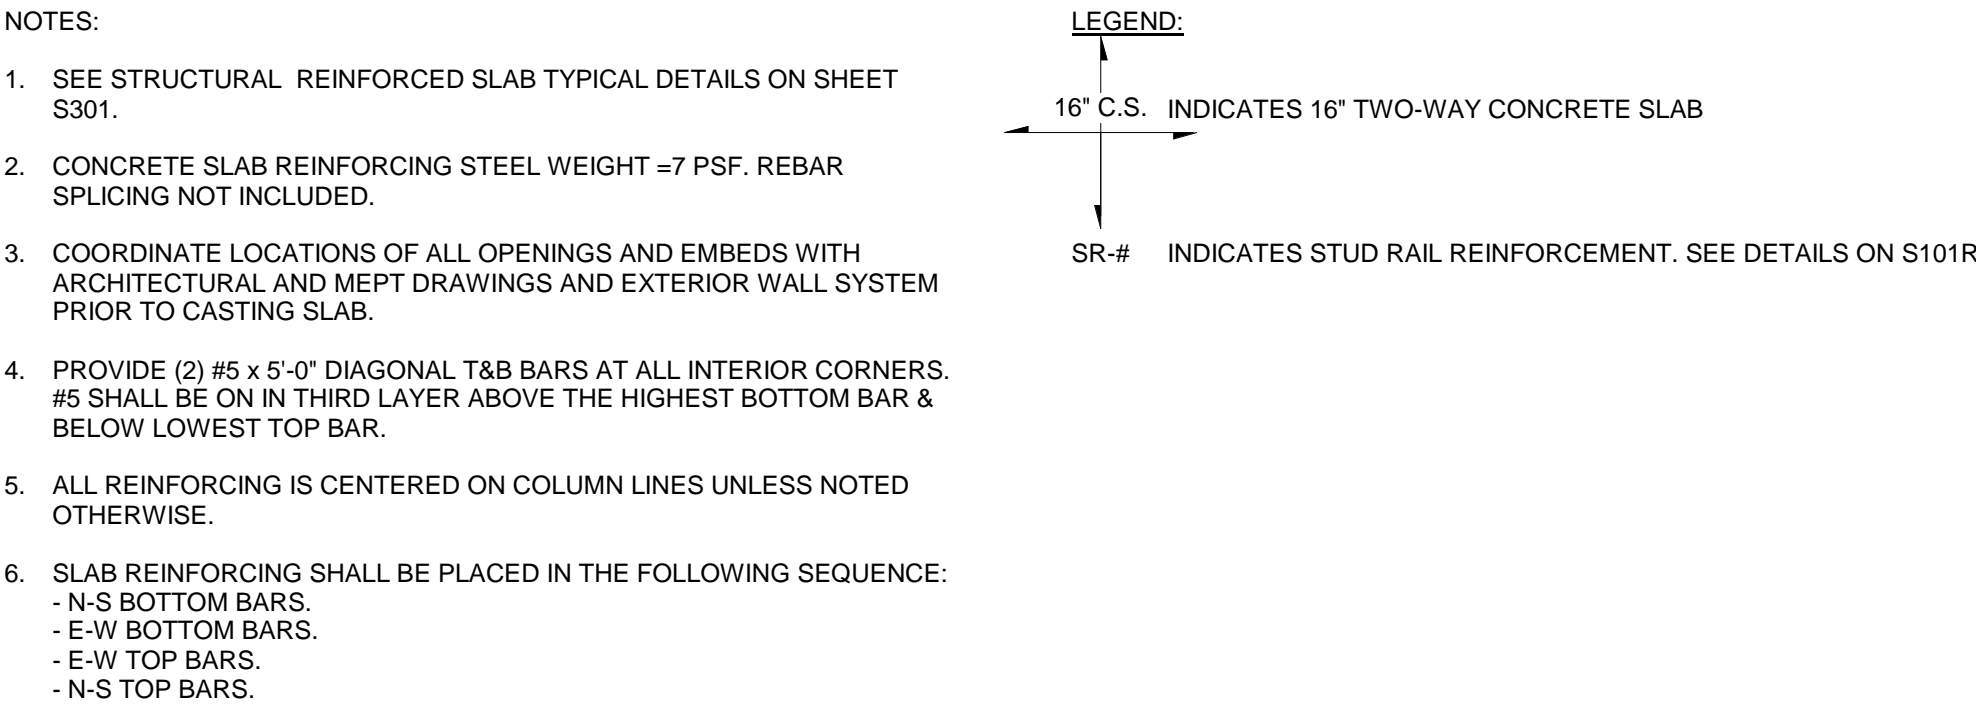 NOTES:
1. SEE STRUCTURAL REINFORCED SLAB TYPICAL DETAILS ON SHEET
S301.
2. CONCRETE SLAB REINFORCING STEEL WEIGHT =7 PSF. REBAR
SPLICING NOT INCLUDED.
3. COORDINATE LOCATIONS OF ALL OPENINGS AND EMBEDS WITH
ARCHITECTURAL AND MEPT DRAWINGS AND EXTERIOR WALL SYSTEM
PRIOR TO CASTING SLAB.
4. PROVIDE (2) #5 x 5'-0" DIAGONAL T&B BARS AT ALL INTERIOR CORNERS.
#5 SHALL BE ON IN THIRD LAYER ABOVE THE HIGHEST BOTTOM BAR &
BELOW LOWEST TOP BAR.
5. ALL REINFORCING IS CENTERED ON COLUMN LINES UNLESS NOTED
OTHERWISE.
6. SLAB REINFORCING SHALL BE PLACED IN THE FOLLOWING SEQUENCE:
- N-S BOTTOM BARS.
- E-W BOTTOM BARS.
- E-W TOP BARS.
- N-S TOP BARS.
LEGEND:
16" C.S. INDICATES 16" TWO-WAY CONCRETE SLAB
SR-# INDICATES STUD RAIL REINFORCEMENT. SEE DETAILS ON S101R